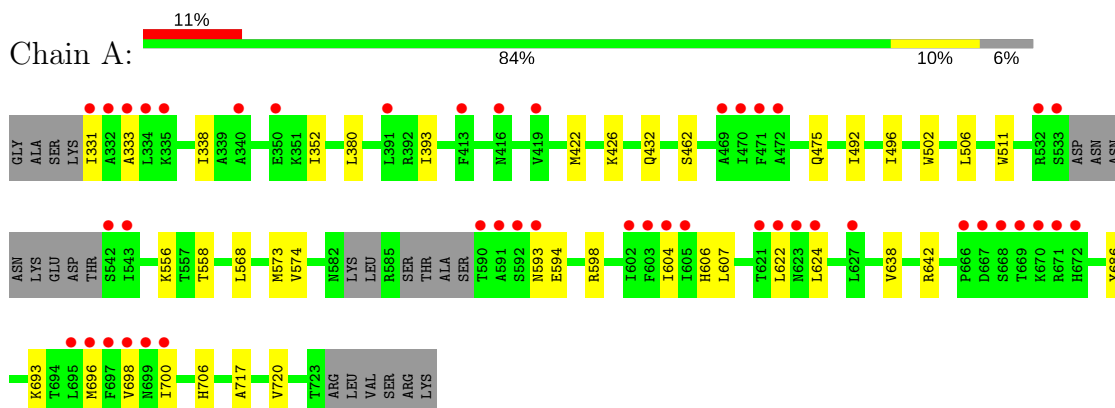 11%
Chain A:
84% 10% 6%
GLY ALA SER LYS I331 A332 A333 L334 K335 I338 A339 A340 E350 K351 I352 L380 L391 R392 I393 F413 N416 V419 M422 K426 Q432 S462 A469 I470 F471 A472 Q475 I492 I496 W502 L506 W511 R532 S533 ASP ASN ASN
ASN LYS GLU ASP THR S542 I543 K556 T557 T558 L568 M573 V574 N582 LYS LEU R585 SER THR ALA SER T590 A591 S592 N593 E594 R598 I602 F603 I604 I605 H606 L607 T621 L622 N623 L624 L627 V638 R642 P666 D667 S668 T669 K670 R671 H672 Y686
K693 T694 L695 M696 F697 V698 N699 I700 H706 A717 V720 T723 ARG LEU VAL SER ARG LYS